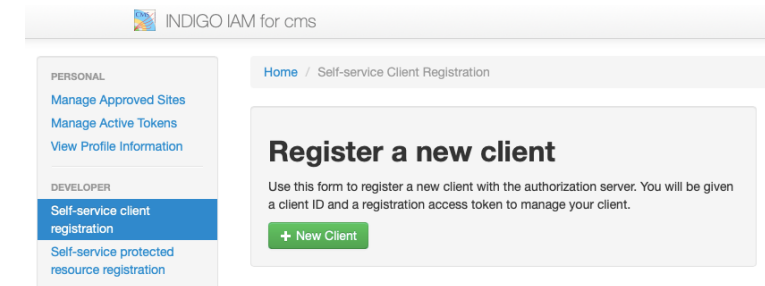 INDIGO IAM for cms
PERSONAL
Manage Approved Sites
Manage Active Tokens
View Profile Information
DEVELOPER
Self-service client
registration
Self-service protected
resource registration
Home / Self-service Client Registration
Register a new client
Use this form to register a new client with the authorization server. You will be given
a client ID and a registration access token to manage your client.
+ New Client